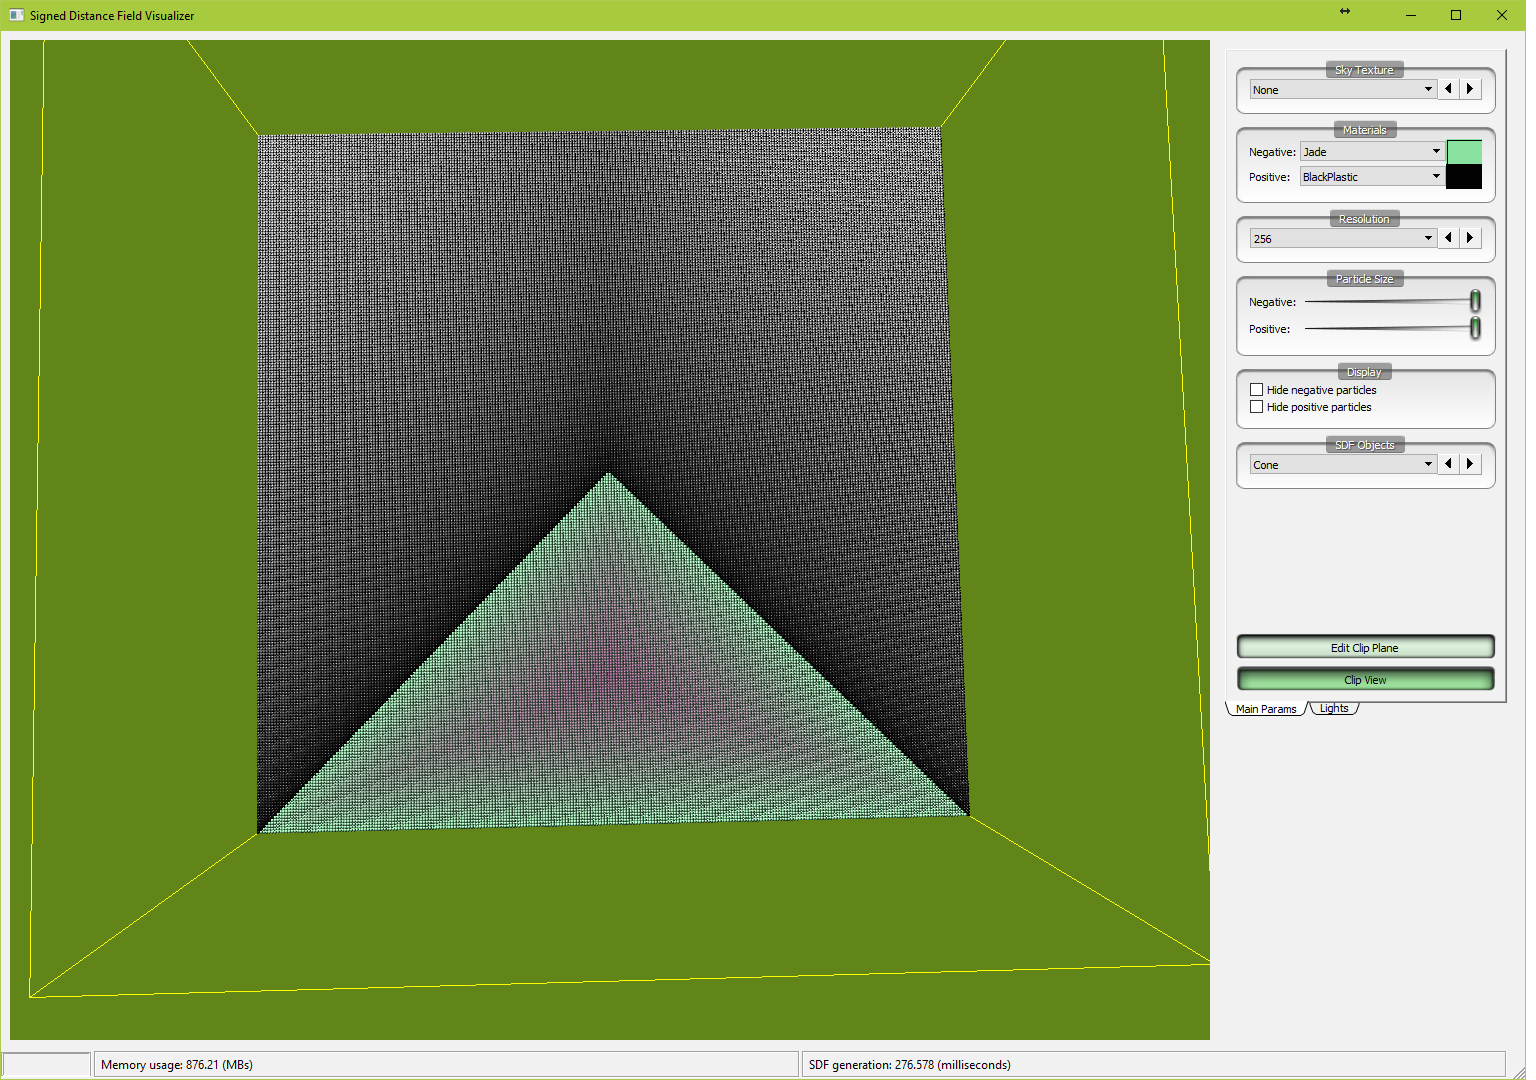 Signed Distance Field Visualizer
Sky Texture
None
Materials
Negative: Jade
Positive: BlackPlastic
Resolution
256
Particle Size
Negative:
Positive:
Display
Hide negative particles
Hide positive particles
SDF Objects
Cone
Edit Clip Plane
Clip View
Main Params Lights
Memory usage: 876.21 (MBs) SDF generation: 276.578 (milliseconds)